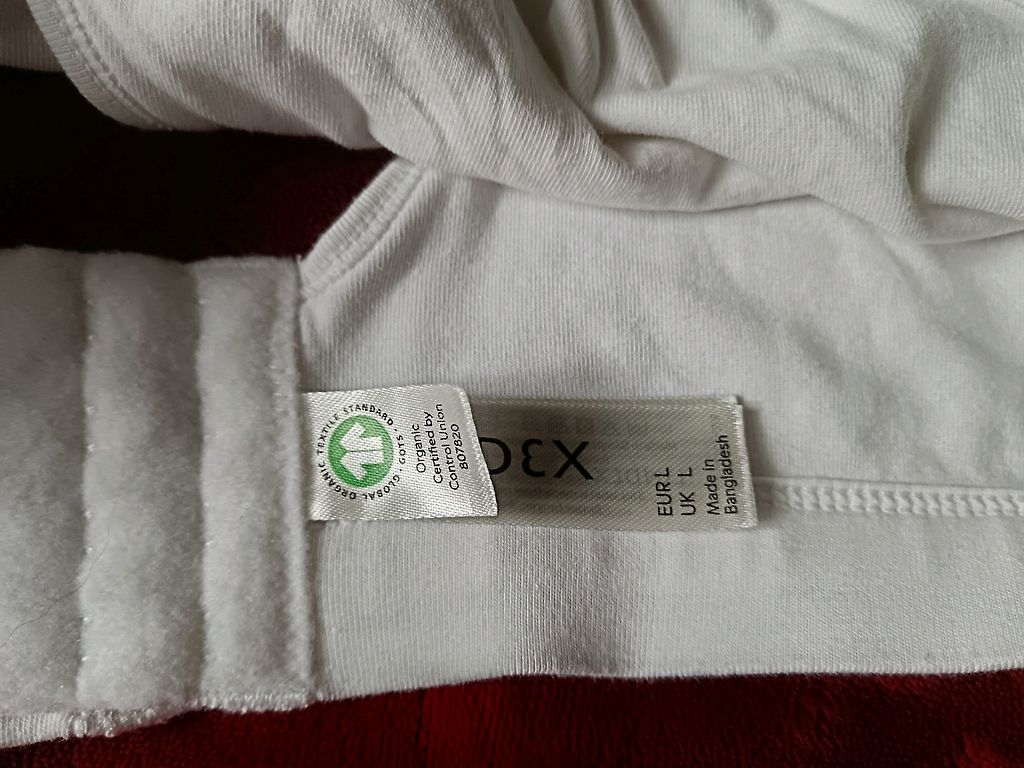 GLOBAL ORGANIC TEXTILE STANDARD · GOTS ·
Organic
Certified by
Control Union
807820
EUR L
UK L
Made in
Bangladesh